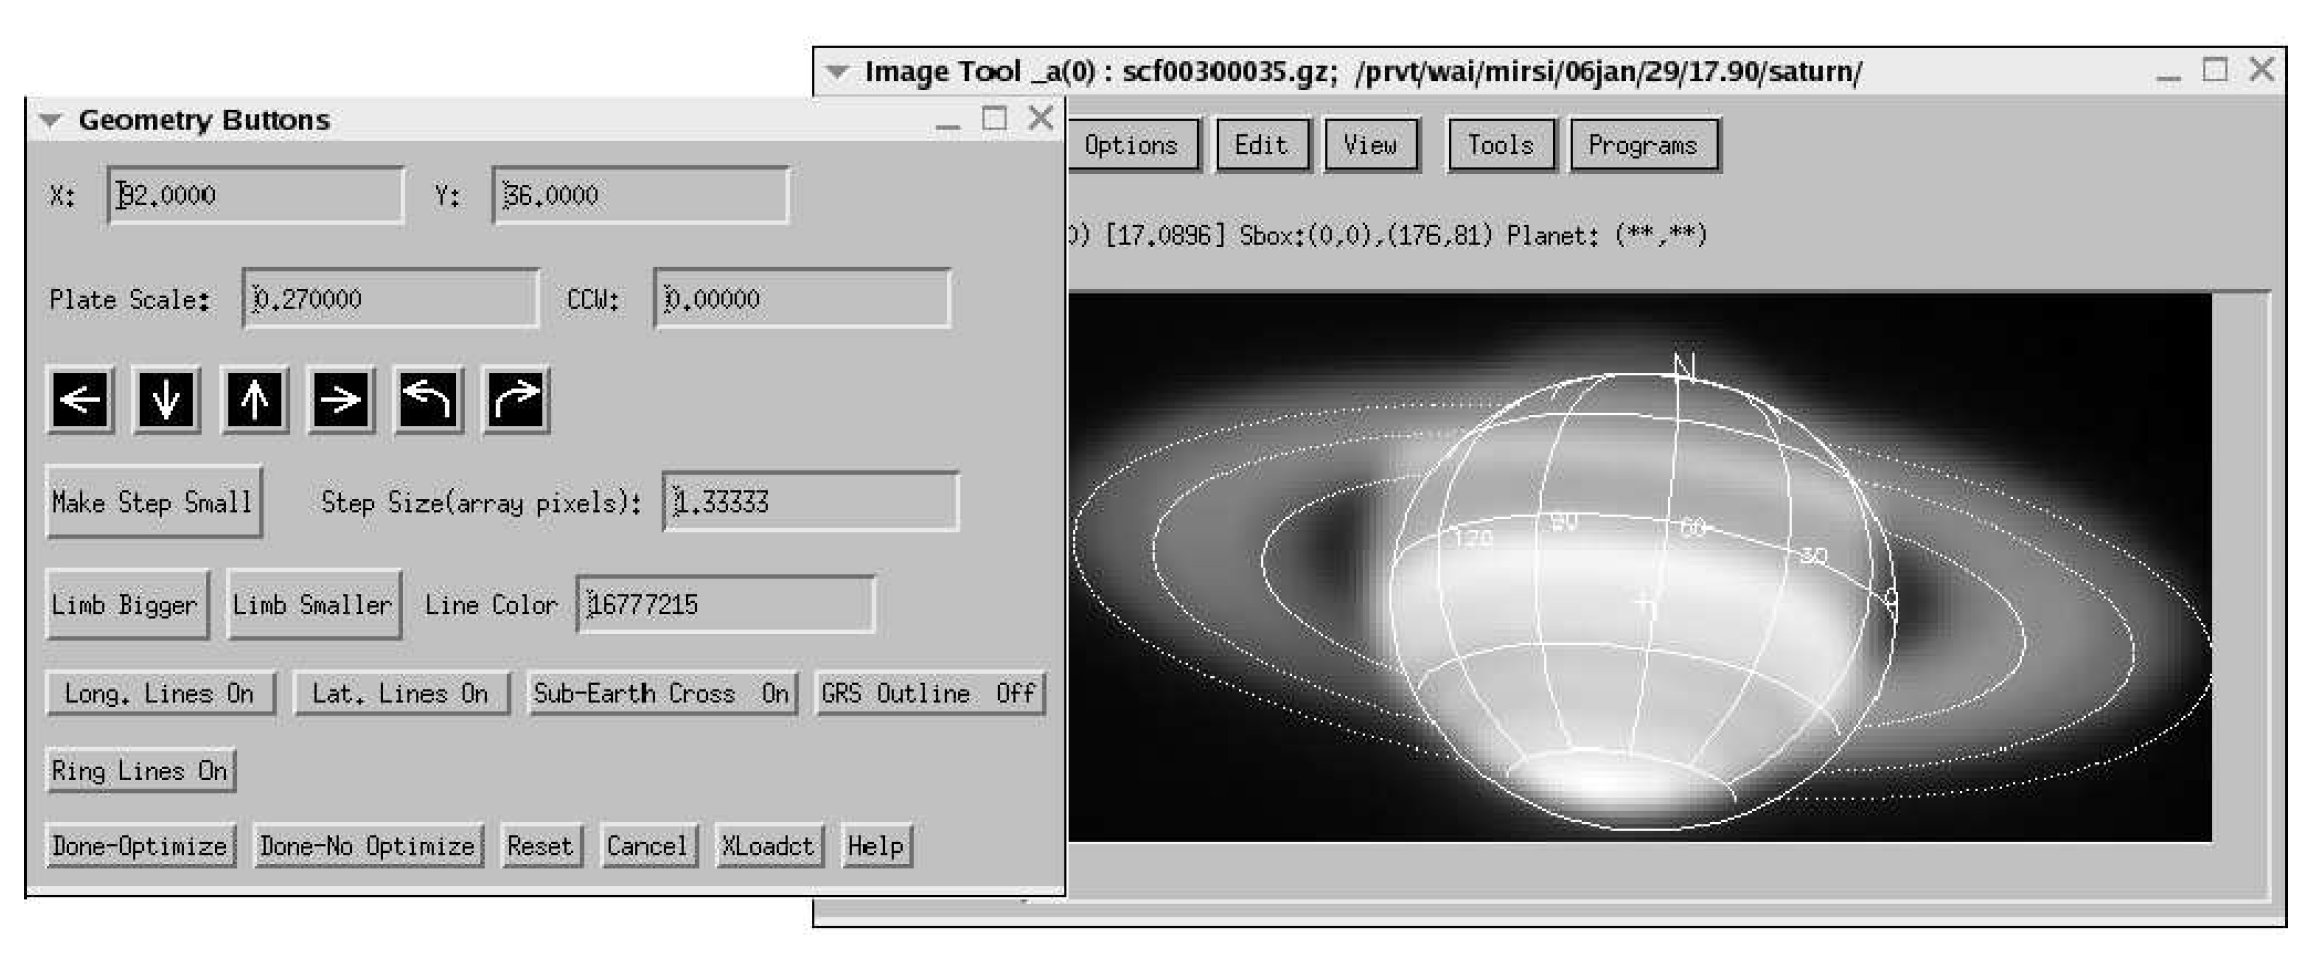 Image Tool _a(0) : scf00300035.gz; /prvt/wai/mirsi/06jan/29/17.90/saturn/
Geometry Buttons
Options Edit View Tools Programs
X: 92.0000 Y: 36.0000
0) [17.0896] Sbox:(0,0),(176,81) Planet: (**,**)
Plate Scale: 0.270000 CCW: 0.00000
N
Make Step Small Step Size(array pixels): 1.33333
120 90 60 30 0
Limb Bigger Limb Smaller Line Color 16777215
Long. Lines On Lat. Lines On Sub-Earth Cross On GRS Outline Off
Ring Lines On
Done-Optimize Done-No Optimize Reset Cancel XLoadct Help